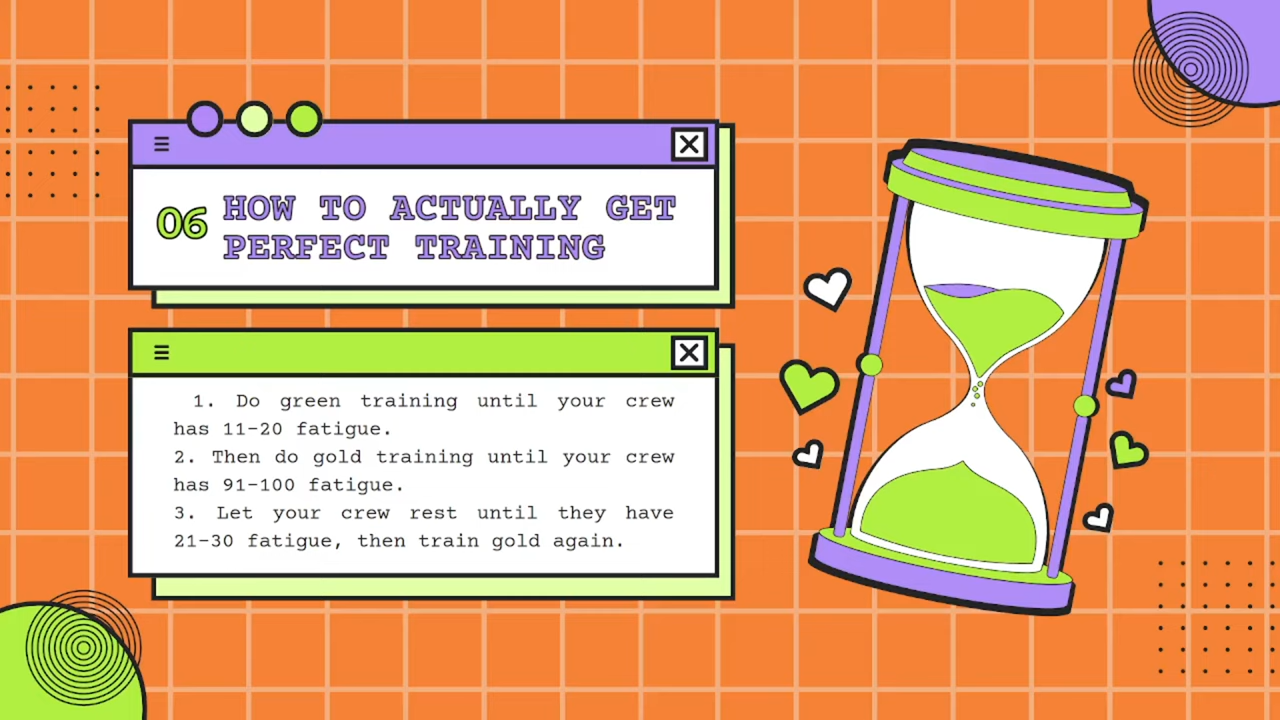 06 HOW TO ACTUALLY GET
PERFECT TRAINING
1. Do green training until your crew
has 11-20 fatigue.
2. Then do gold training until your crew
has 91-100 fatigue.
3. Let your crew rest until they have
21-30 fatigue, then train gold again.